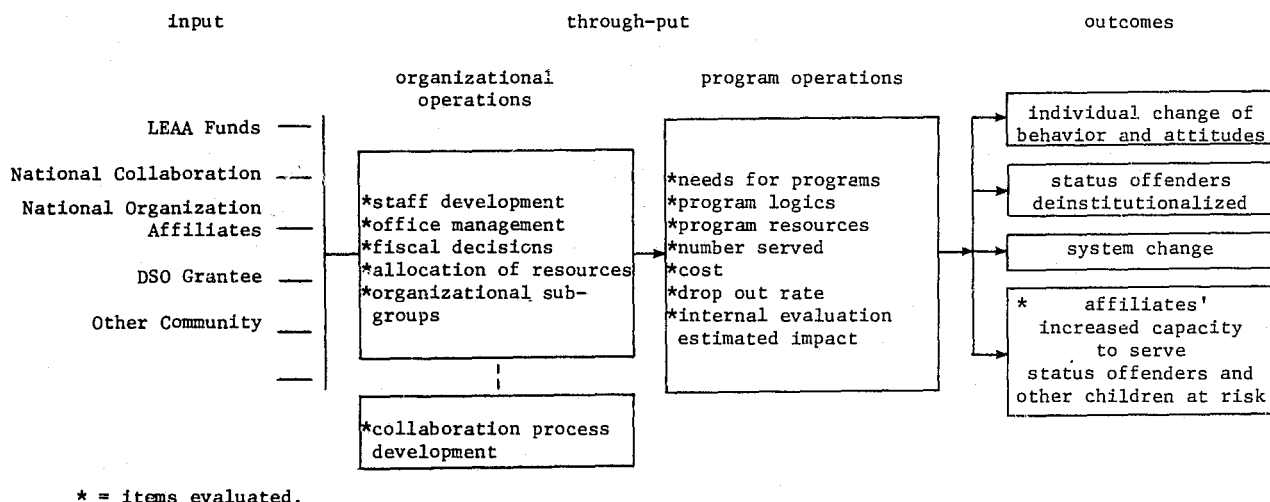 input
through-put
outcomes
organizational
operations
program operations
LEAA Funds
National Collaboration
National Organization
Affiliates
DSO Grantee
Other Community
*staff development
*office management
*fiscal decisions
*allocation of resources
*organizational sub-
groups
*collaboration process
development
*needs for programs
*program logics
*program resources
*number served
*cost
*drop out rate
*internal evaluation
estimated impact
individual change of
behavior and attitudes
status offenders
deinstitutionalized
system change
* affiliates'
increased capacity
to serve
status offenders and
other children at risk
* = items evaluated.